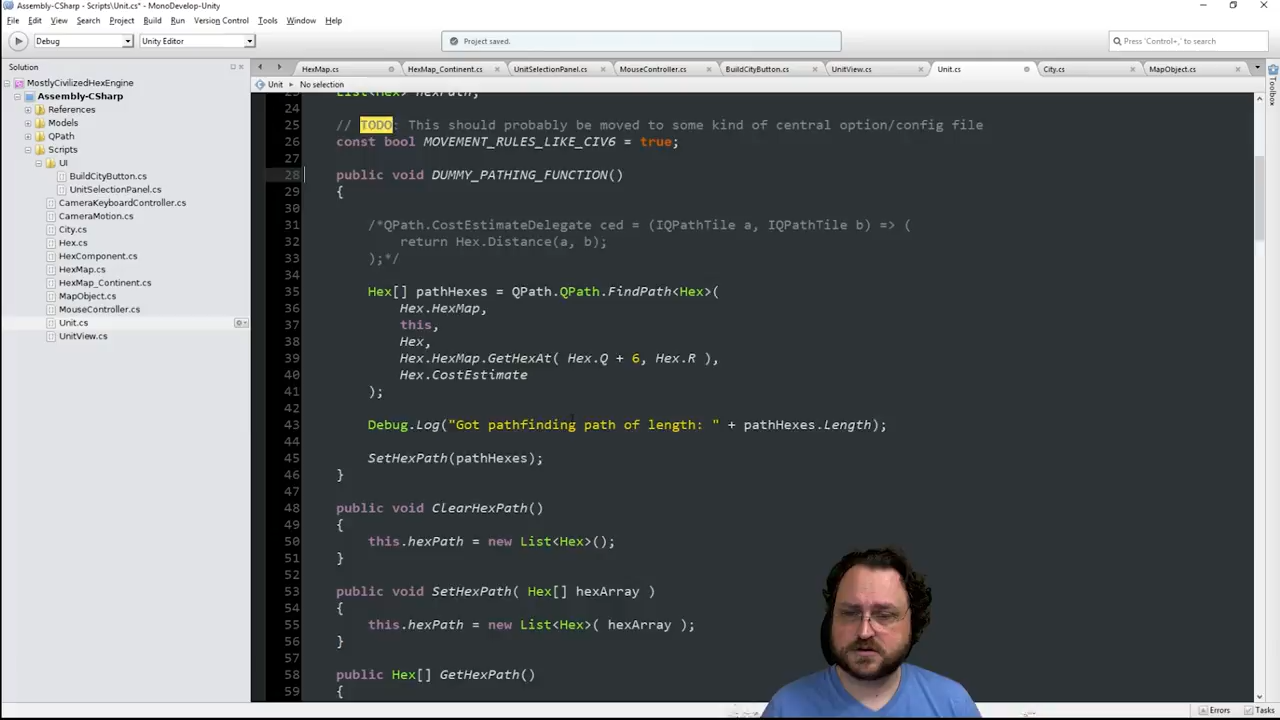 Assembly-CSharp - Scripts\Unit.cs* - MonoDevelop-Unity
File Edit View Search Project Build Run Version Control Tools Window Help
Debug Unity Editor Project saved. Press 'Control+,' to search
Solution
MostlyCivilizedHexEngine
Assembly-CSharp
References
Models
QPath
Scripts
UI
BuildCityButton.cs
UnitSelectionPanel.cs
CameraKeyboardController.cs
CameraMotion.cs
City.cs
Hex.cs
HexComponent.cs
HexMap.cs
HexMap_Continent.cs
MapObject.cs
MouseController.cs
Unit.cs
UnitView.cs
HexMap.cs HexMap_Continent.cs UnitSelectionPanel.cs MouseController.cs BuildCityButton.cs UnitView.cs Unit.cs City.cs MapObject.cs
Unit No selection
23 List<Hex> hexPath;
24
25 // TODO: This should probably be moved to some kind of central option/config file
26 const bool MOVEMENT_RULES_LIKE_CIV6 = true;
27
28 public void DUMMY_PATHING_FUNCTION()
29 {
30
31 /*QPath.CostEstimateDelegate ced = (IQPathTile a, IQPathTile b) => (
32 return Hex.Distance(a, b);
33 );*/
34
35 Hex[] pathHexes = QPath.QPath.FindPath<Hex>(
36 Hex.HexMap,
37 this,
38 Hex,
39 Hex.HexMap.GetHexAt( Hex.Q + 6, Hex.R ),
40 Hex.CostEstimate
41 );
42
43 Debug.Log("Got pathfinding path of length: " + pathHexes.Length);
44
45 SetHexPath(pathHexes);
46 }
47
48 public void ClearHexPath()
49 {
50 this.hexPath = new List<Hex>();
51 }
52
53 public void SetHexPath( Hex[] hexArray )
54 {
55 this.hexPath = new List<Hex>( hexArray );
56 }
57
58 public Hex[] GetHexPath()
59 {
Toolbox
Errors Tasks